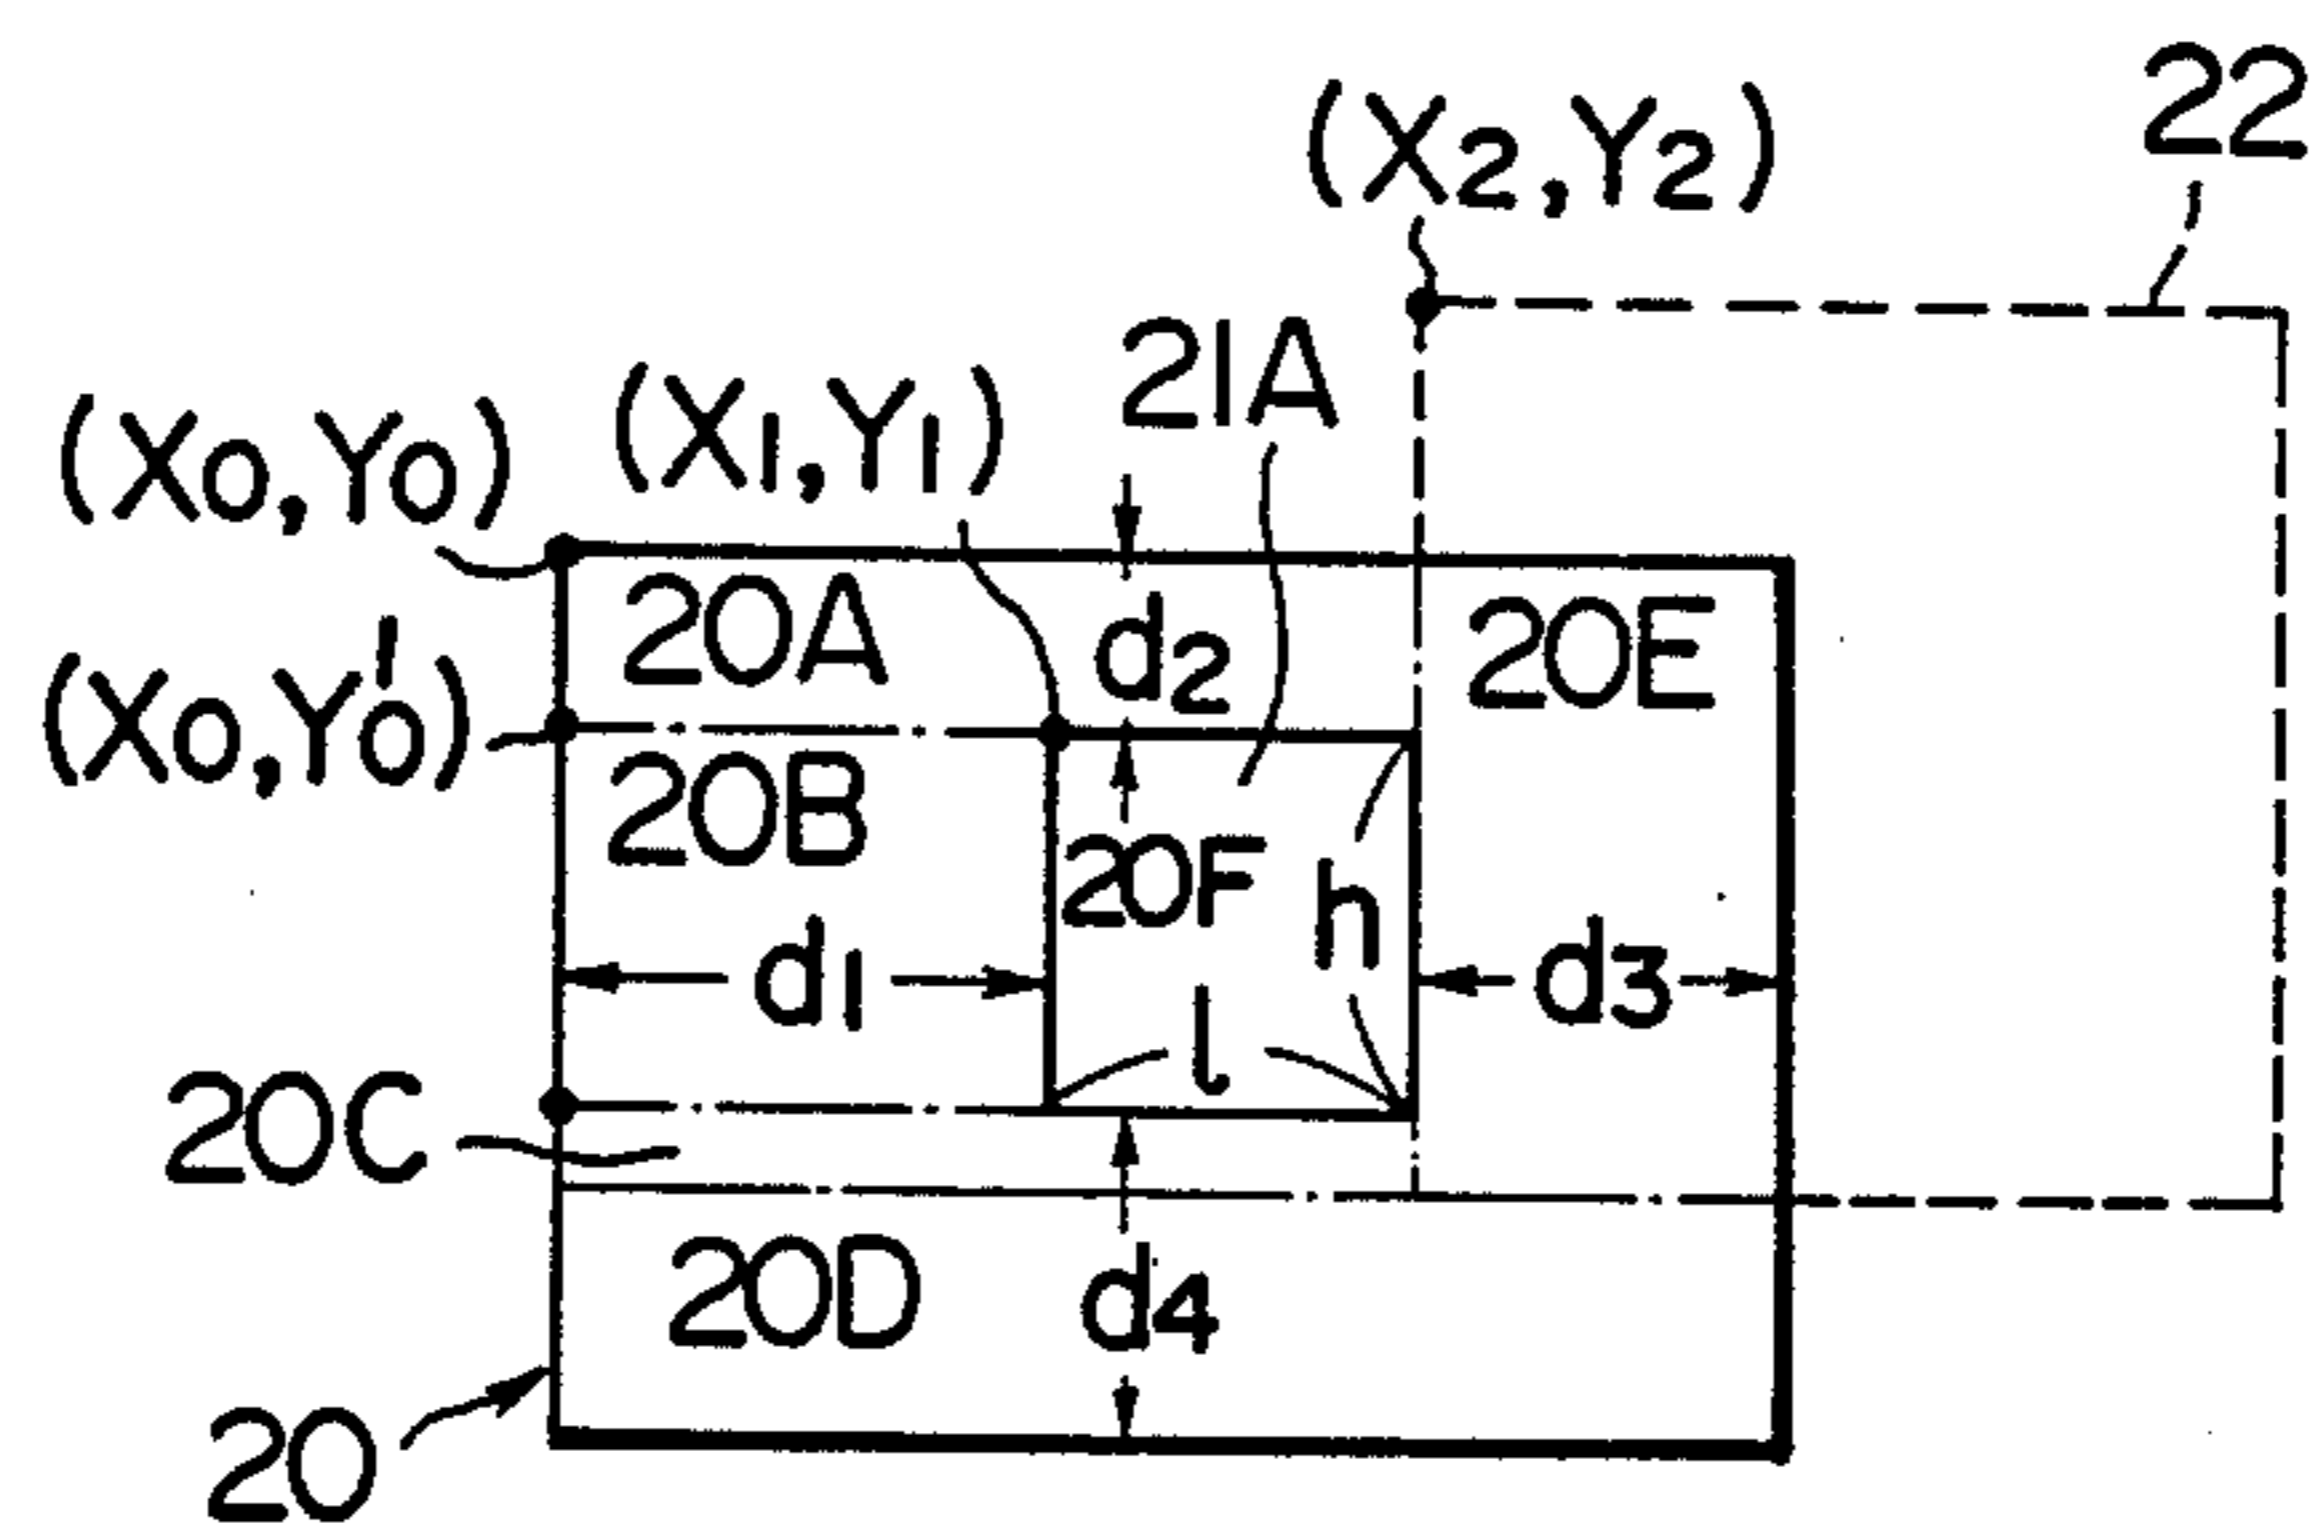 22
(X2,Y2)
21A
(X1,Y1)
(X0,Y0)
20A
d2
20E
(X0,Y0')
20B
20F
h
d1
d3
l
20C
20D
d4
20